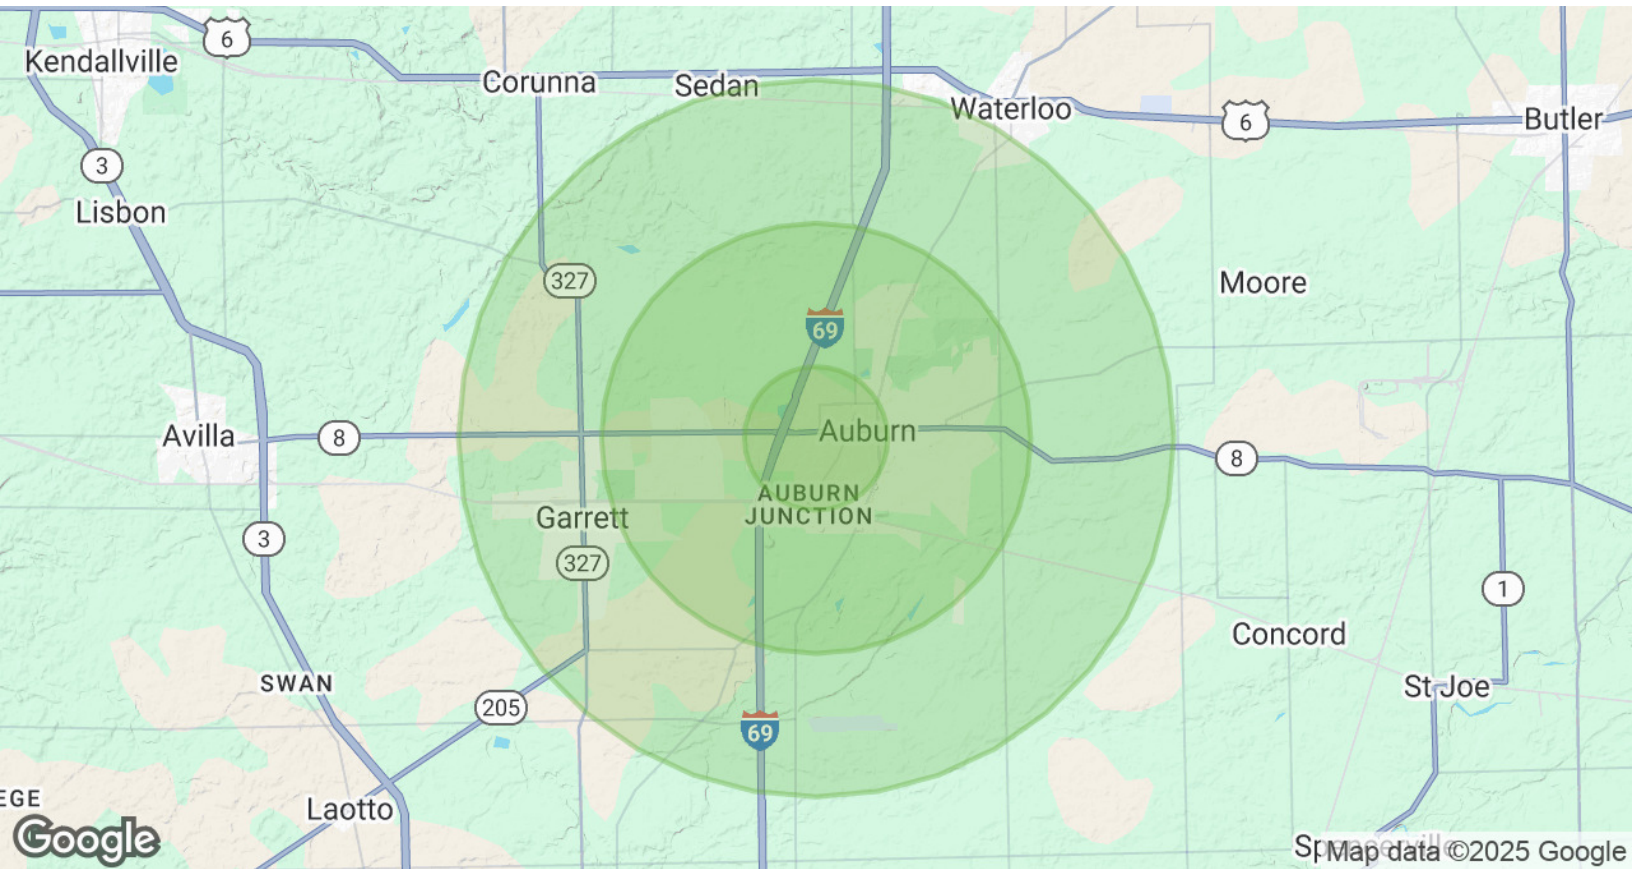 6
Kendallville
Corunna
Sedan
Waterloo
6
Butler
3
Lisbon
327
Moore
69
Avilla
8
Auburn
8
AUBURN
JUNCTION
Garrett
3
327
1
Concord
SWAN
St Joe
205
69
EGE
Laotto
Google
Spencerville
Map data ©2025 Google